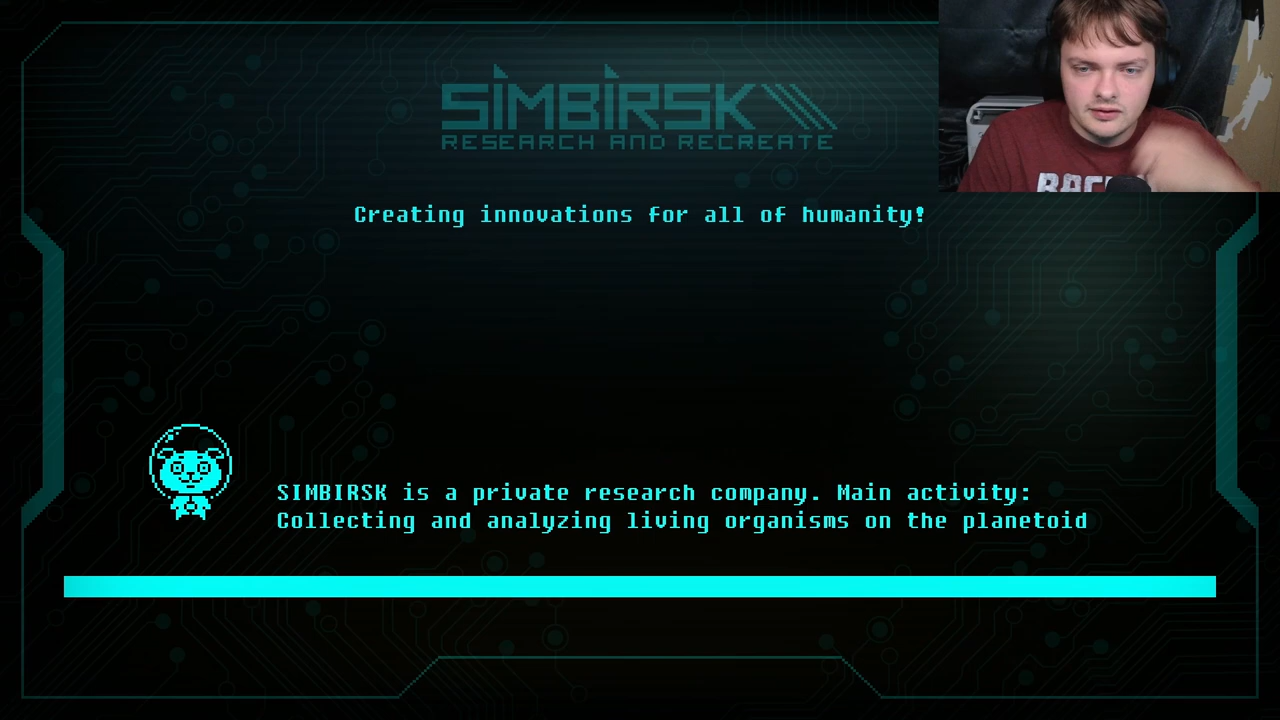 SIMBIRSK
RESEARCH AND RECREATE
Creating innovations for all of humanity!
SIMBIRSK is a private research company. Main activity:
Collecting and analyzing living organisms on the planetoid